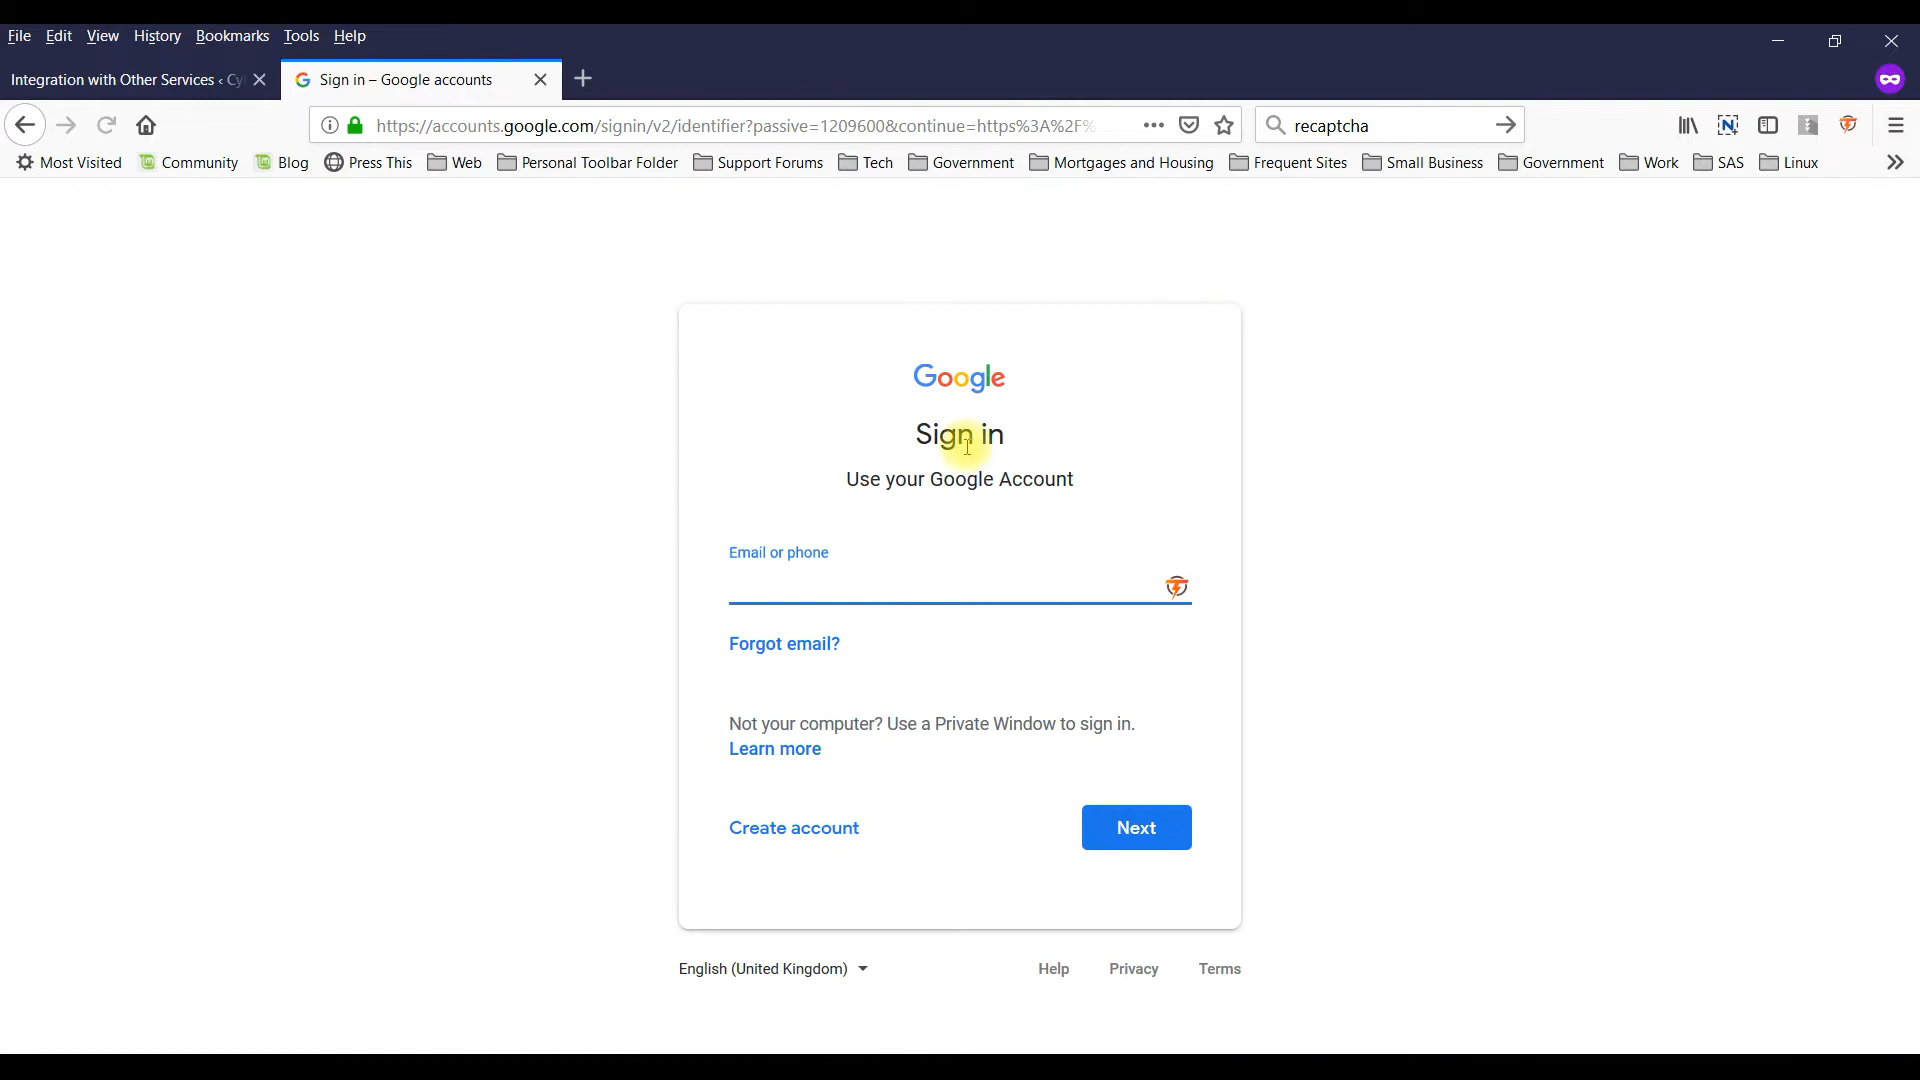 File Edit View History Bookmarks Tools Help
Integration with Other Services ‹ Cy
Sign in – Google accounts
https://accounts.google.com/signin/v2/identifier?passive=1209600&continue=https%3A%2F%
recaptcha
Most Visited Community Blog Press This Web Personal Toolbar Folder Support Forums Tech Government Mortgages and Housing Frequent Sites Small Business Government Work SAS Linux
Google
Sign in
Use your Google Account
Email or phone
Forgot email?
Not your computer? Use a Private Window to sign in.
Learn more
Create account
Next
English (United Kingdom)
Help Privacy Terms